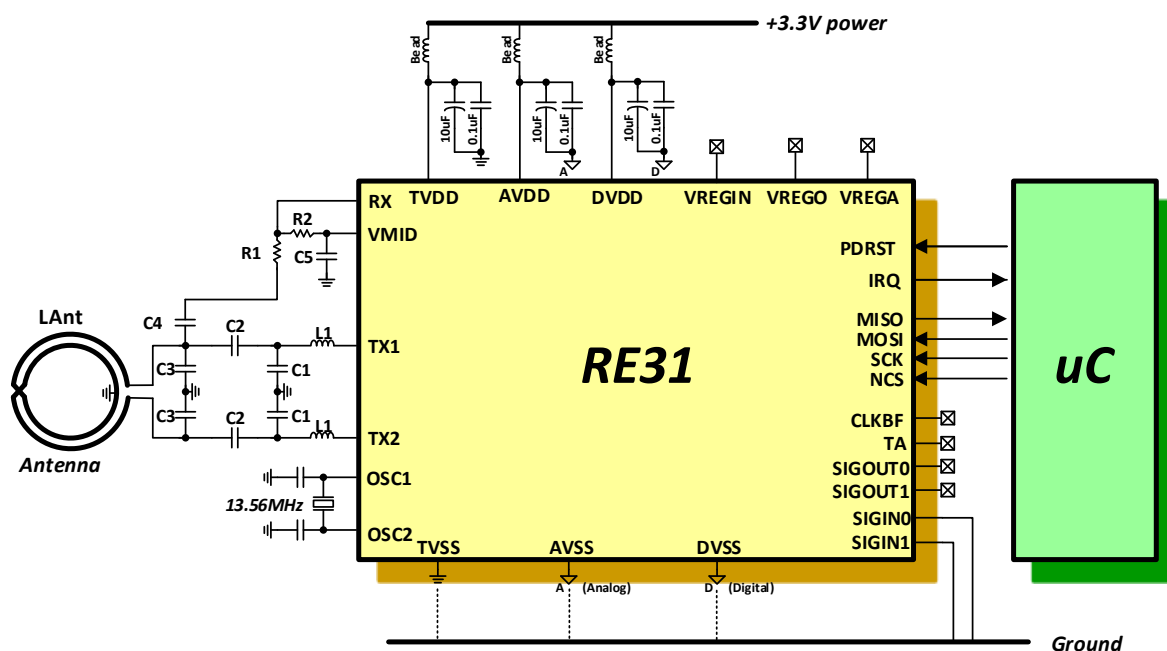 +3.3V power
Bead
Bead
Bead
10uF
0.1uF
10uF
0.1uF
10uF
0.1uF
A
D
RX
TVDD
AVDD
DVDD
VREGIN
VREGO
VREGA
R2
VMID
R1
C5
PDRST
IRQ
LAnt
C4
C2
L1
TX1
MISO
MOSI
SCK
NCS
RE31
uC
C3
C1
C3
C1
C2
L1
TX2
CLKBF
TA
SIGOUT0
SIGOUT1
Antenna
OSC1
13.56MHz
OSC2
SIGIN0
SIGIN1
TVSS
AVSS
DVSS
A (Analog)
D (Digital)
Ground